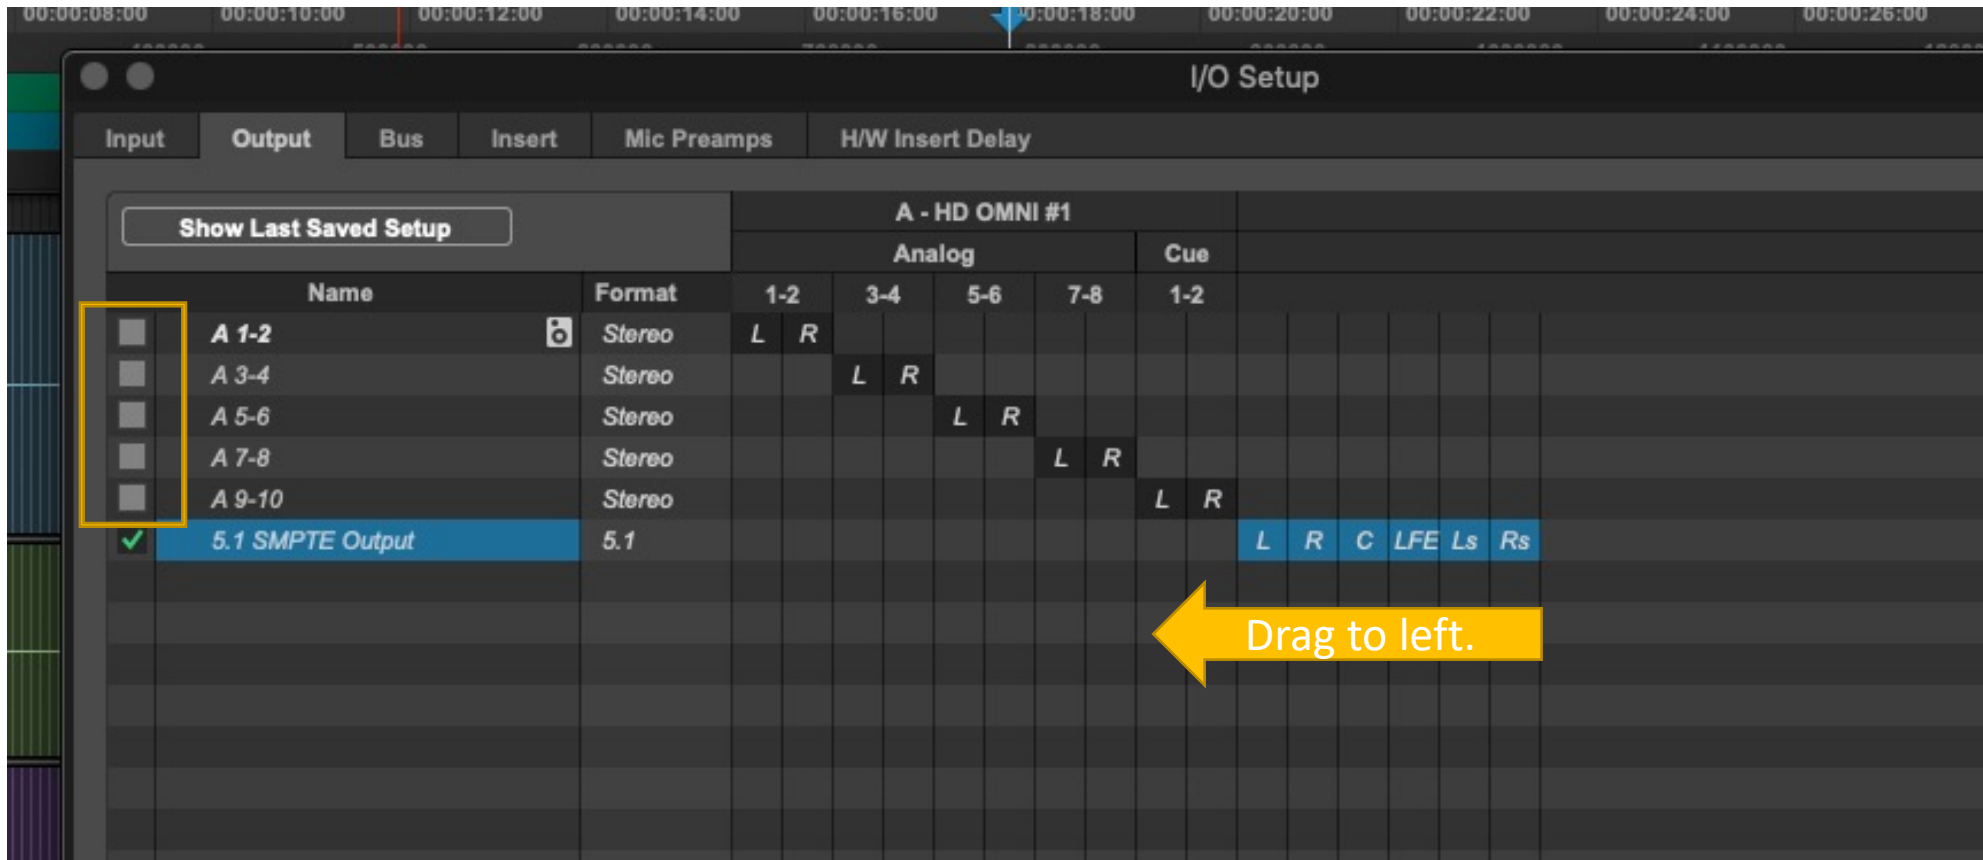 00:00:08:00 00:00:10:00 00:00:12:00 00:00:14:00 00:00:16:00 00:00:18:00 00:00:20:00 00:00:22:00 00:00:24:00 00:00:26:00
I/O Setup
Input Output Bus Insert Mic Preamps H/W Insert Delay
Show Last Saved Setup
A - HD OMNI #1
Analog Cue
Name Format 1-2 3-4 5-6 7-8 1-2
A 1-2 Stereo L R
A 3-4 Stereo L R
A 5-6 Stereo L R
A 7-8 Stereo L R
A 9-10 Stereo L R
5.1 SMPTE Output 5.1 L R C LFE Ls Rs
Drag to left.